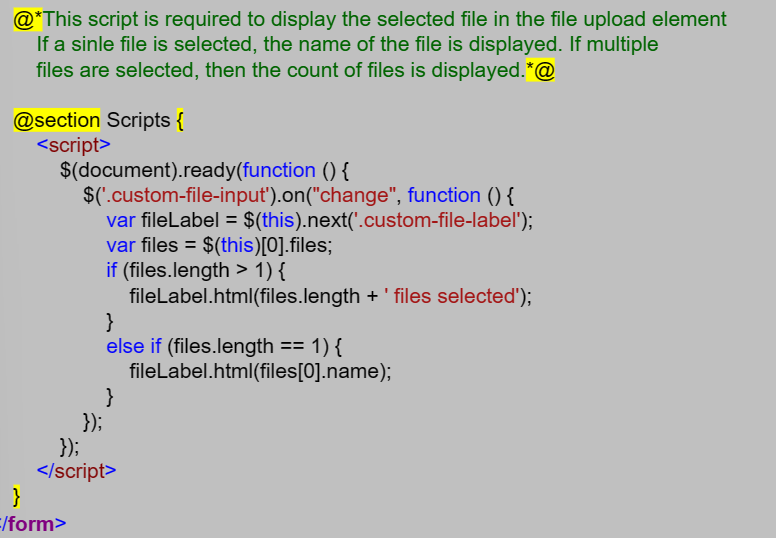 @*This script is required to display the selected file in the file upload element
If a sinle file is selected, the name of the file is displayed. If multiple
files are selected, then the count of files is displayed.*@
@section Scripts {
<script>
$(document).ready(function () {
$('.custom-file-input').on("change", function () {
var fileLabel = $(this).next('.custom-file-label');
var files = $(this)[0].files;
if (files.length > 1) {
fileLabel.html(files.length + ' files selected');
}
else if (files.length == 1) {
fileLabel.html(files[0].name);
}
});
});
</script>
}
/form>